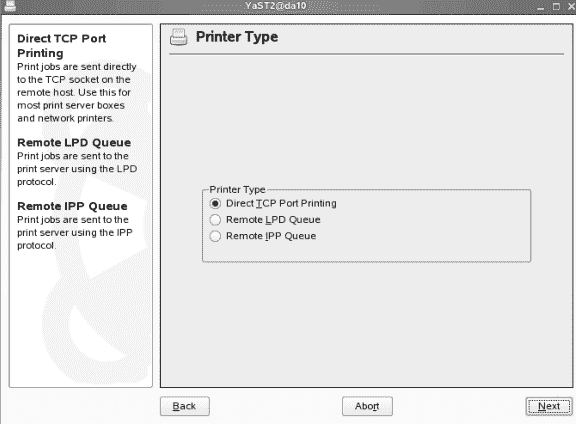 YaST2@da10
Direct TCP Port
Printing
Print jobs are sent directly
to the TCP socket on the
remote host. Use this for
most print server boxes
and network printers.
Remote LPD Queue
Print jobs are sent to the
print server using the LPD
protocol.
Remote IPP Queue
Print jobs are sent to the
print server using the IPP
protocol.
Printer Type
Printer Type
Direct TCP Port Printing
Remote LPD Queue
Remote IPP Queue
Back
Abort
Next